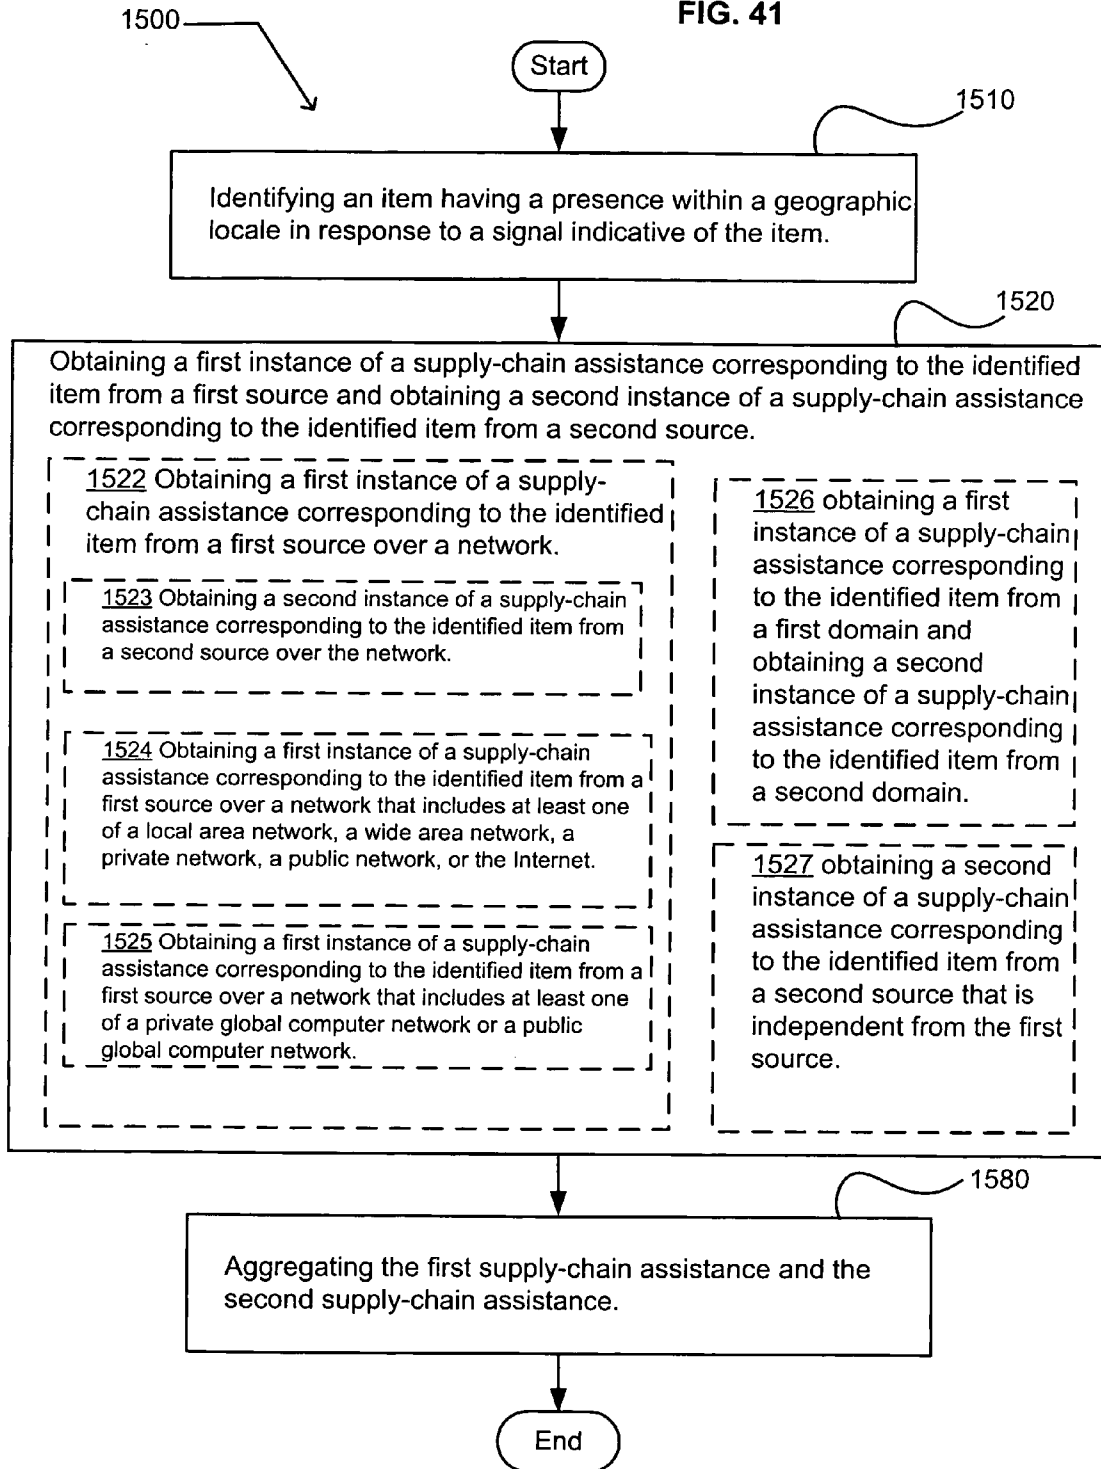 FIG. 41
1500
Start
1510
Identifying an item having a presence within a geographic
locale in response to a signal indicative of the item.
1520
Obtaining a first instance of a supply-chain assistance corresponding to the identified
item from a first source and obtaining a second instance of a supply-chain assistance
corresponding to the identified item from a second source.
1522 Obtaining a first instance of a supply-
chain assistance corresponding to the identified
item from a first source over a network.
1523 Obtaining a second instance of a supply-chain
assistance corresponding to the identified item from
a second source over the network.
1524 Obtaining a first instance of a supply-chain
assistance corresponding to the identified item from a
first source over a network that includes at least one
of a local area network, a wide area network, a
private network, a public network, or the Internet.
1525 Obtaining a first instance of a supply-chain
assistance corresponding to the identified item from a
first source over a network that includes at least one
of a private global computer network or a public
global computer network.
1526 obtaining a first
instance of a supply-chain
assistance corresponding
to the identified item from
a first domain and
obtaining a second
instance of a supply-chain
assistance corresponding
to the identified item from
a second domain.
1527 obtaining a second
instance of a supply-chain
assistance corresponding
to the identified item from
a second source that is
independent from the first
source.
1580
Aggregating the first supply-chain assistance and the
second supply-chain assistance.
End